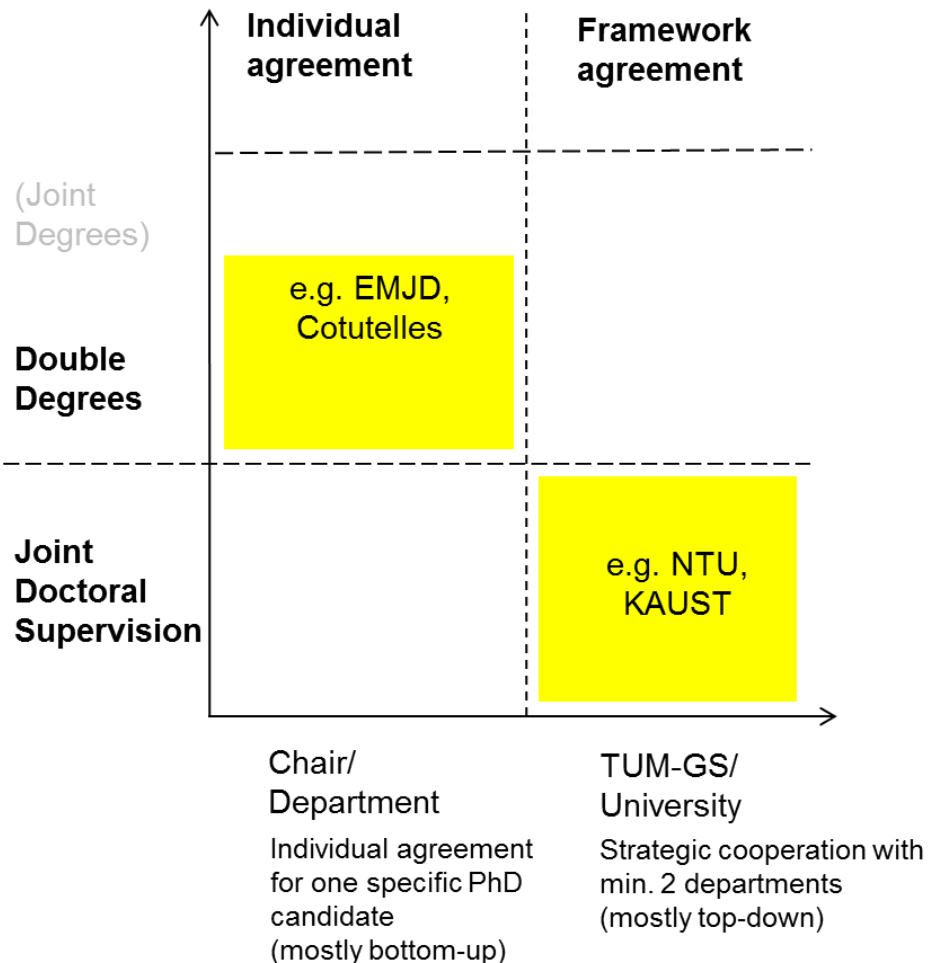 Individual
agreement
Framework
agreement
(Joint
Degrees)
e.g. EMJD,
Cotutelles
Double
Degrees
Joint
Doctoral
Supervision
e.g. NTU,
KAUST
Chair/
Department
Individual agreement
for one specific PhD
candidate
(mostly bottom-up)
TUM-GS/
University
Strategic cooperation with
min. 2 departments
(mostly top-down)